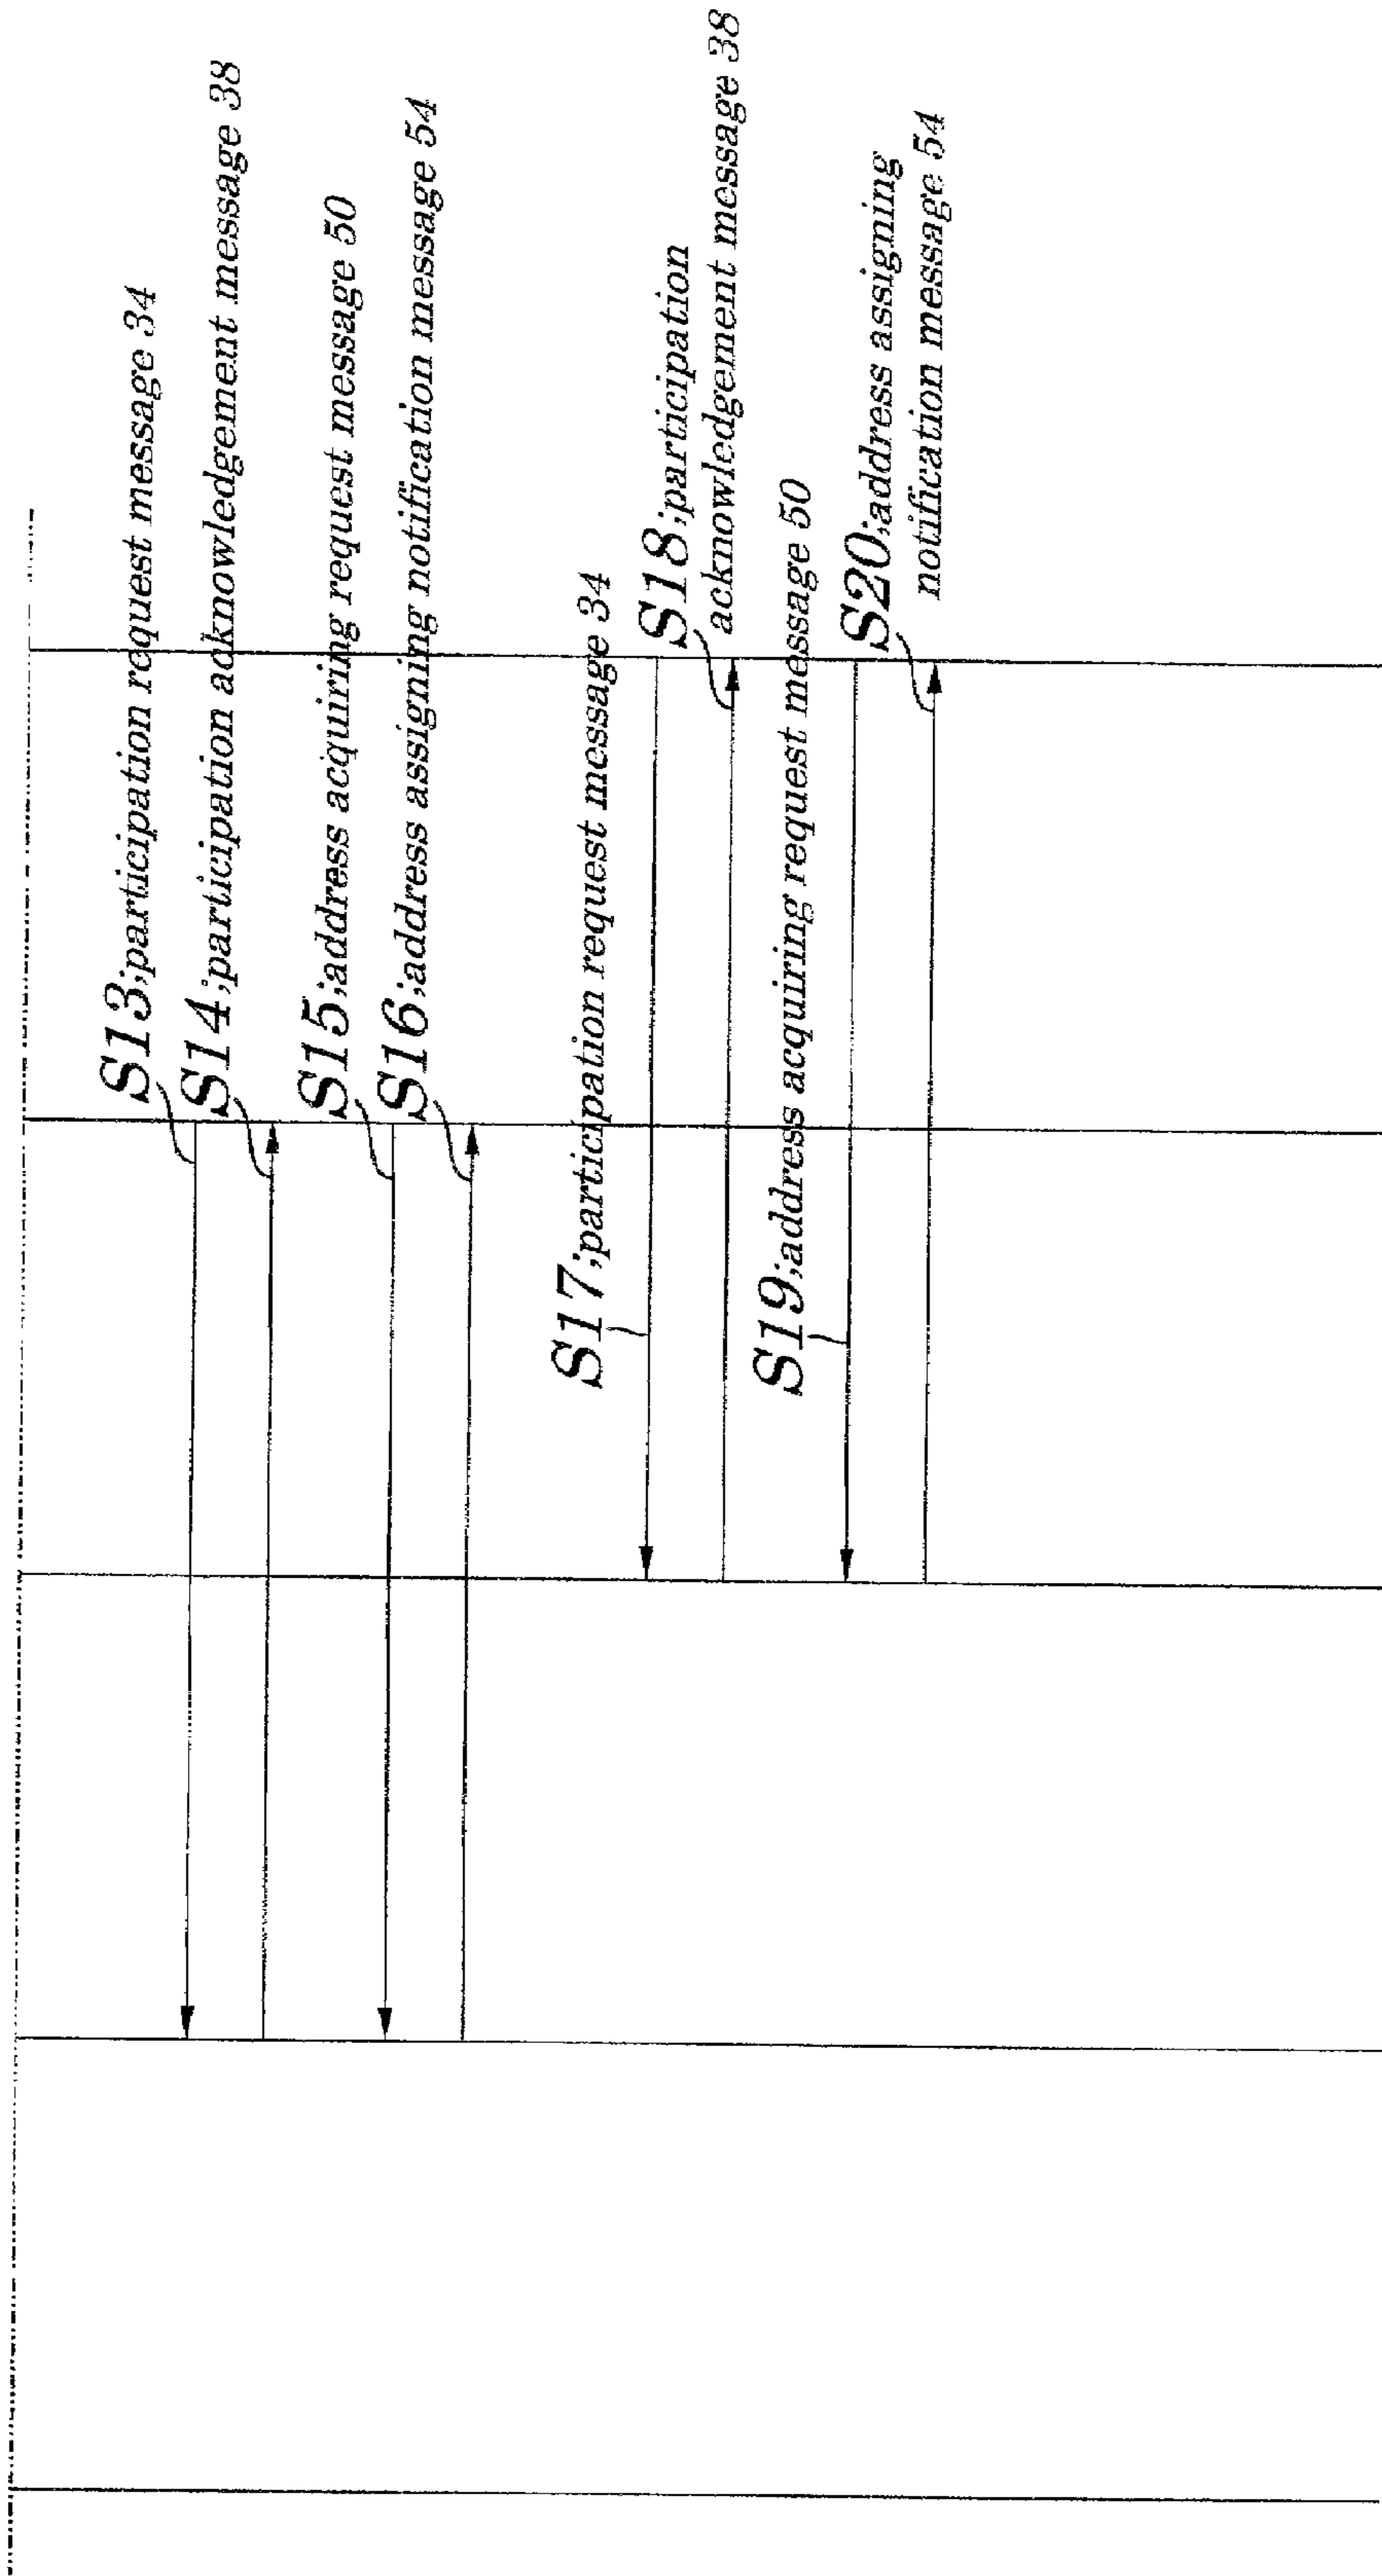 S13;participation request message 34
S14;participation acknowledgement message 38
S15;address acquiring request message 50
S16;address assigning notification message 54
S17;participation request message 34
S18;participation
acknowledgement message 38
S19;address acquiring request message 50
S20;address assigning
notification message 54